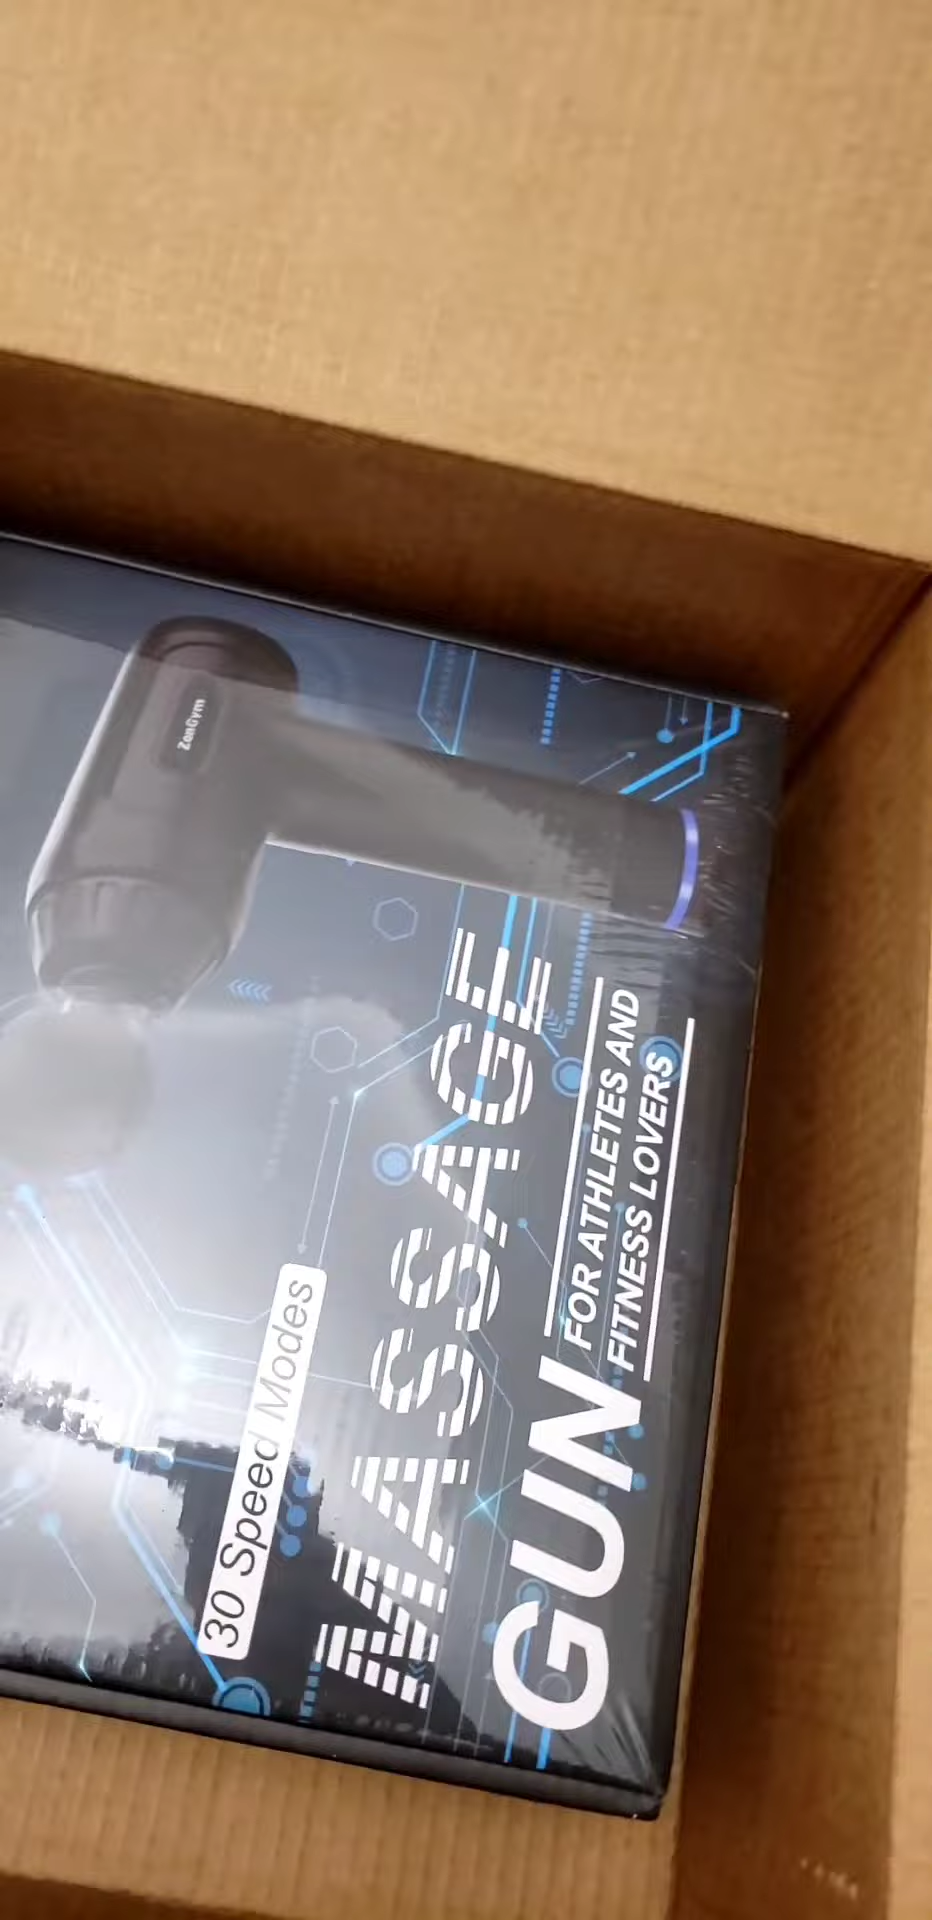 ZenGym
30 Speed Modes
MASSAGE
GUN
FOR ATHLETES AND
FITNESS LOVERS